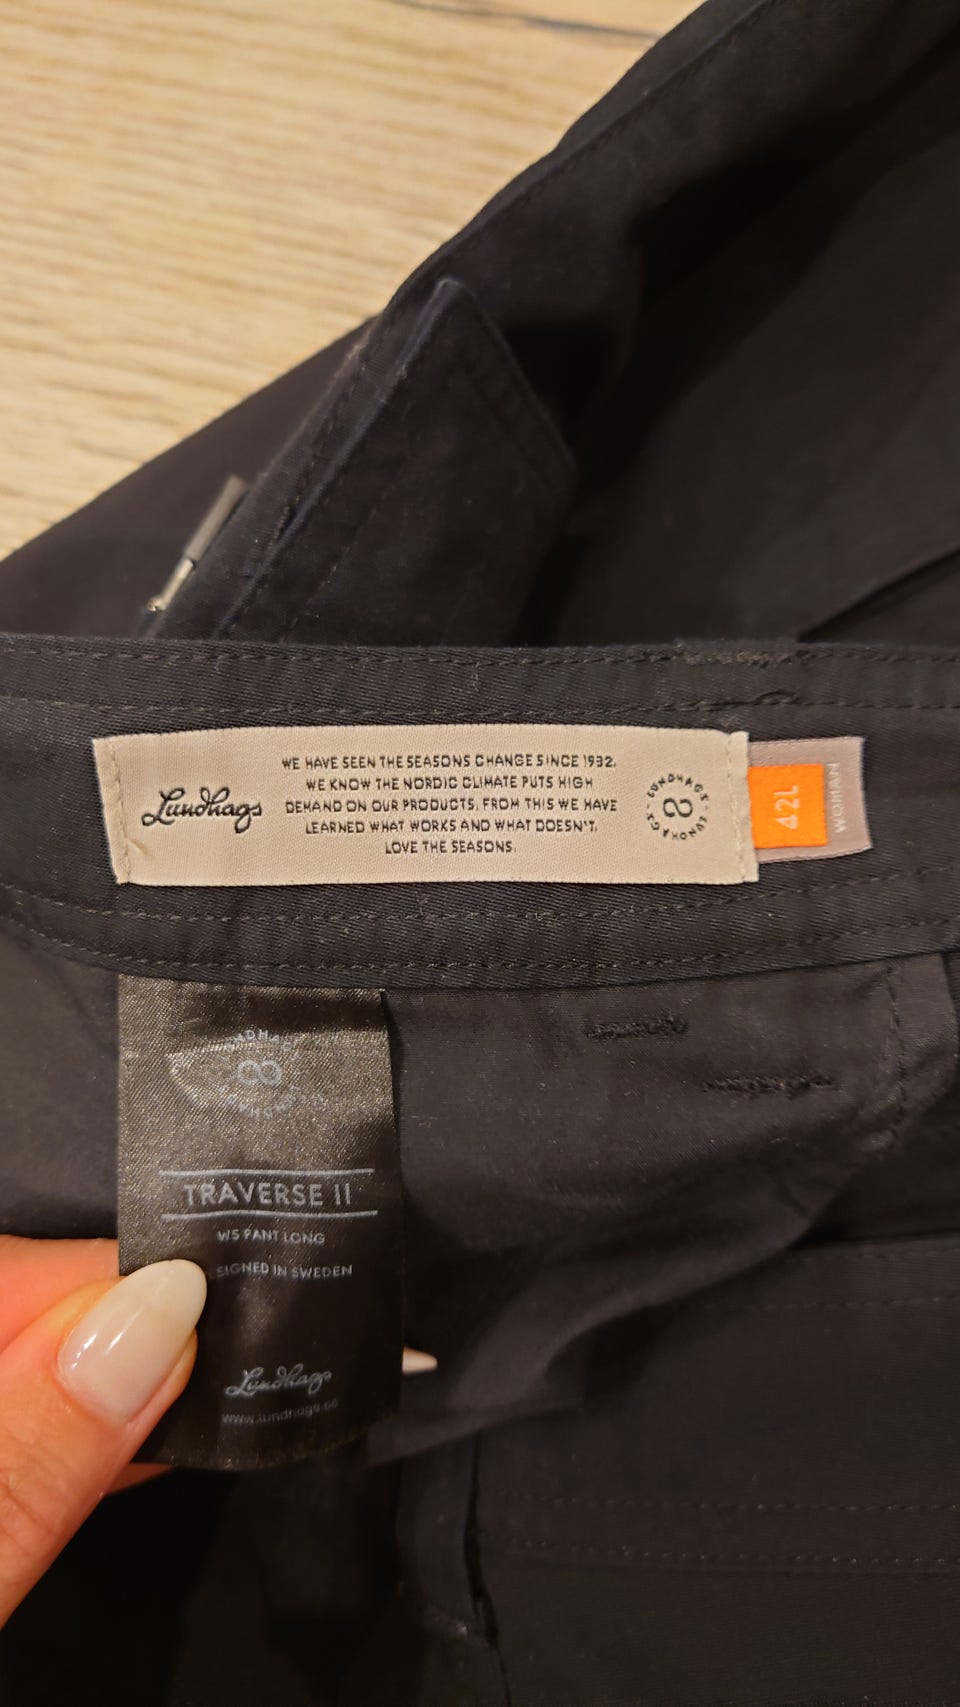 Lundhags
WE HAVE SEEN THE SEASONS CHANGE SINCE 1932.
WE KNOW THE NORDIC CLIMATE PUTS HIGH
DEMAND ON OUR PRODUCTS. FROM THIS WE HAVE
LEARNED WHAT WORKS AND WHAT DOESN'T.
LOVE THE SEASONS.
LUNDHAGS · LUNDHAGS ·
42L
WOMAN
TRAVERSE II
WS PANT LONG
SIGNED IN SWEDEN
Lundhags
www.lundhags.se